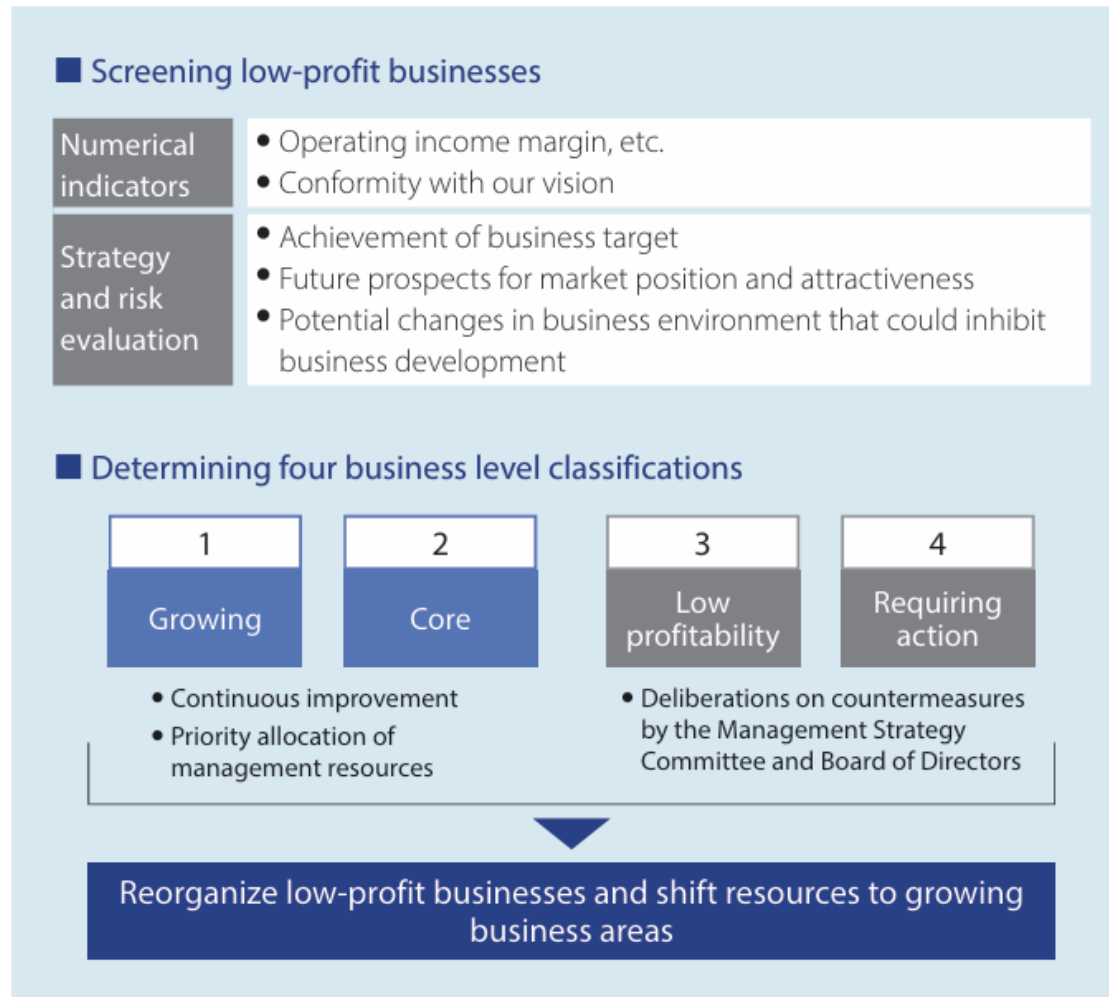 ■ Screening low-profit businesses
Numerical
indicators
• Operating income margin, etc.
• Conformity with our vision
Strategy
and risk
evaluation
• Achievement of business target
• Future prospects for market position and attractiveness
• Potential changes in business environment that could inhibit
business development
■ Determining four business level classifications
1
Growing
2
Core
3
Low
profitability
4
Requiring
action
• Continuous improvement
• Priority allocation of
management resources
• Deliberations on countermeasures
by the Management Strategy
Committee and Board of Directors
Reorganize low-profit businesses and shift resources to growing
business areas